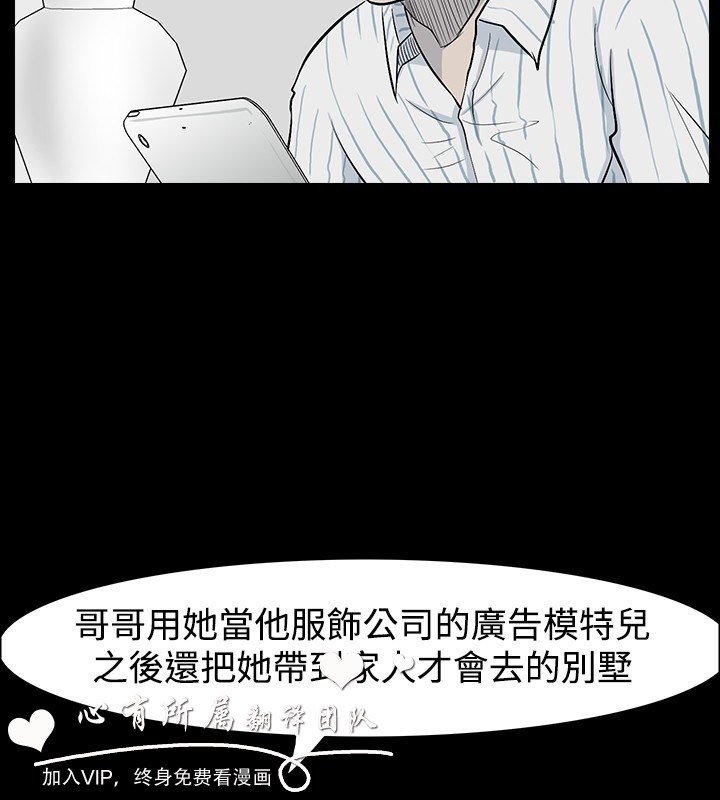 哥哥用她當他服飾公司的廣告模特兒
之後還把她帶到家人才會去的別墅
心有所属翻译团队
加入VIP，终身免费看漫画